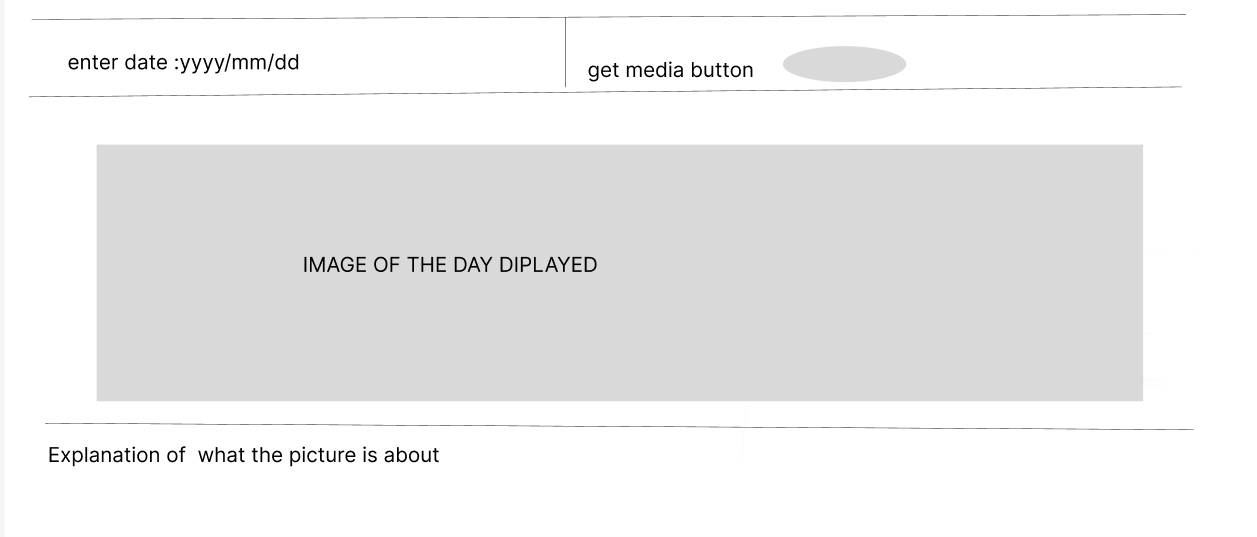 enter date :yyyy/mm/dd
get media button
IMAGE OF THE DAY DIPLAYED
Explanation of  what the picture is about